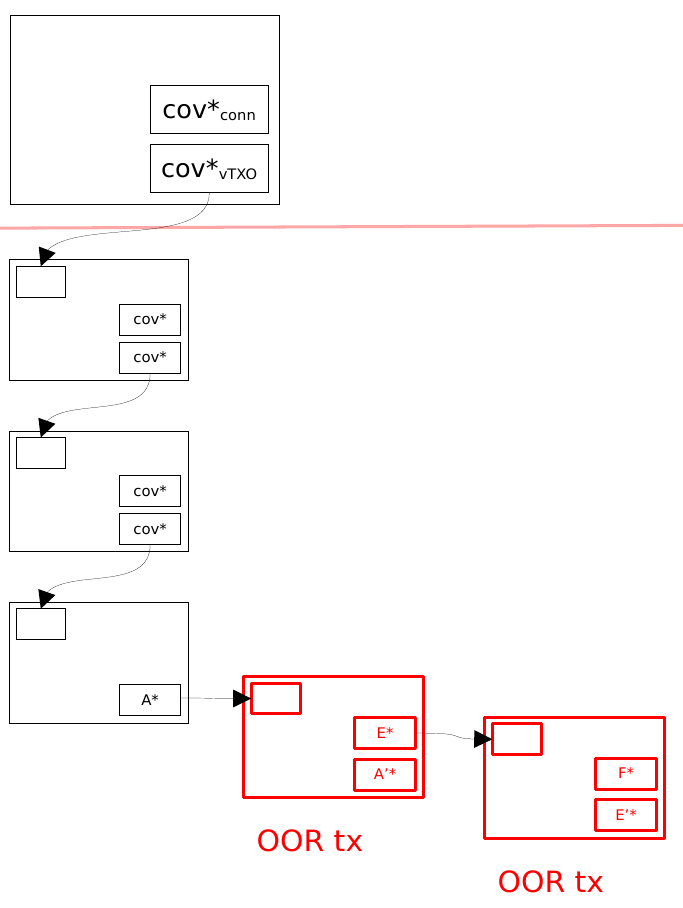 cov*conn
cov*vTXO
cov*
cov*
cov*
cov*
A*
E*
A’*
F*
E’*
OOR tx
OOR tx